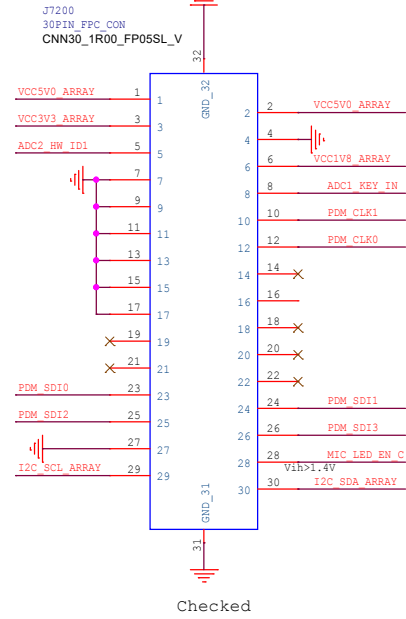 J7200
30PIN_FPC_CON
CNN30_1R00_FP05SL_V
32
GND_32
VCC5V0_ARRAY 1 1
2 2 VCC5V0_ARRAY
VCC3V3_ARRAY 3 3
4 4
ADC2_HW_ID1 5 5
6 6 VCC1V8_ARRAY
7 7
8 8 ADC1_KEY_IN
9 9
10 10 PDM_CLK1
11 11
12 12 PDM_CLK0
13 13
14 14
15 15
16 16
17 17
18 18
19 19
20 20
21 21
22 22
PDM_SDI0 23 23
24 24 PDM_SDI1
PDM_SDI2 25 25
26 26 PDM_SDI3
27 27
28 28 MIC_LED_EN_C
Vih>1.4V
I2C_SCL_ARRAY 29 29
30 30 I2C_SDA_ARRAY
GND_31
31
Checked